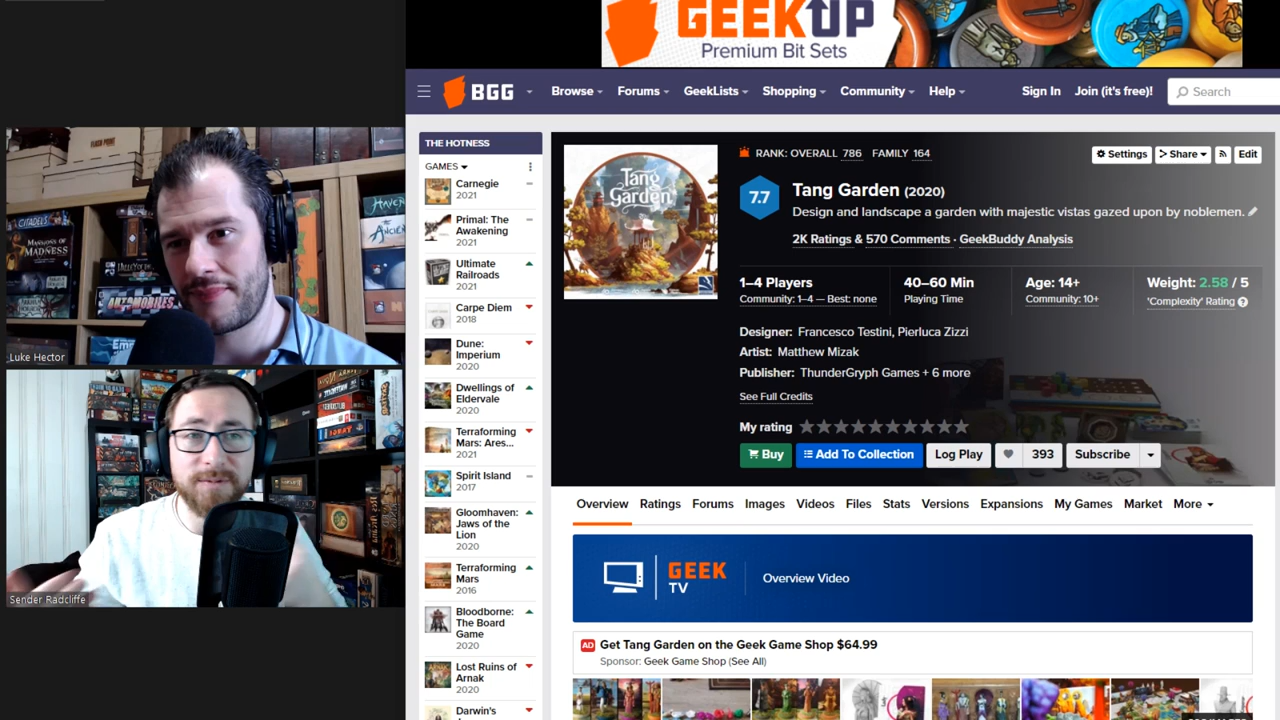 GEEKUP
Premium Bit Sets
BGG
Browse
Forums
GeekLists
Shopping
Community
Help
Sign In
Join (it's free)!
Search
FLASH POINT
CITADELS
MANSIONS OF
MADNESS
AUTOMOBILES
HAVEN
ANCIEN
Luke Hector
Sender Radcliffe
THE HOTNESS
GAMES
Carnegie
2021
Primal: The
Awakening
2021
Ultimate
Railroads
2021
Carpe Diem
2018
Dune:
Imperium
2020
Dwellings of
Eldervale
2020
Terraforming
Mars: Ares...
2021
Spirit Island
2017
Gloomhaven:
Jaws of the
Lion
2020
Terraforming
Mars
2016
Bloodborne:
The Board
Game
2020
Lost Ruins of
Arnak
2020
Darwin's
Tang
Garden
RANK: OVERALL 786 FAMILY 164
Settings
Share
Edit
7.7
Tang Garden (2020)
Design and landscape a garden with majestic vistas gazed upon by noblemen.
2K Ratings & 570 Comments · GeekBuddy Analysis
1–4 Players
Community: 1–4 — Best: none
40–60 Min
Playing Time
Age: 14+
Community: 10+
Weight: 2.58 / 5
'Complexity' Rating
Designer: Francesco Testini, Pierluca Zizzi
Artist: Matthew Mizak
Publisher: ThunderGryph Games + 6 more
See Full Credits
My rating
Buy
Add To Collection
Log Play
393
Subscribe
Overview
Ratings
Forums
Images
Videos
Files
Stats
Versions
Expansions
My Games
Market
More
GEEK
TV
Overview Video
AD
Get Tang Garden on the Geek Game Shop $64.99
Sponsor: Geek Game Shop (See All)